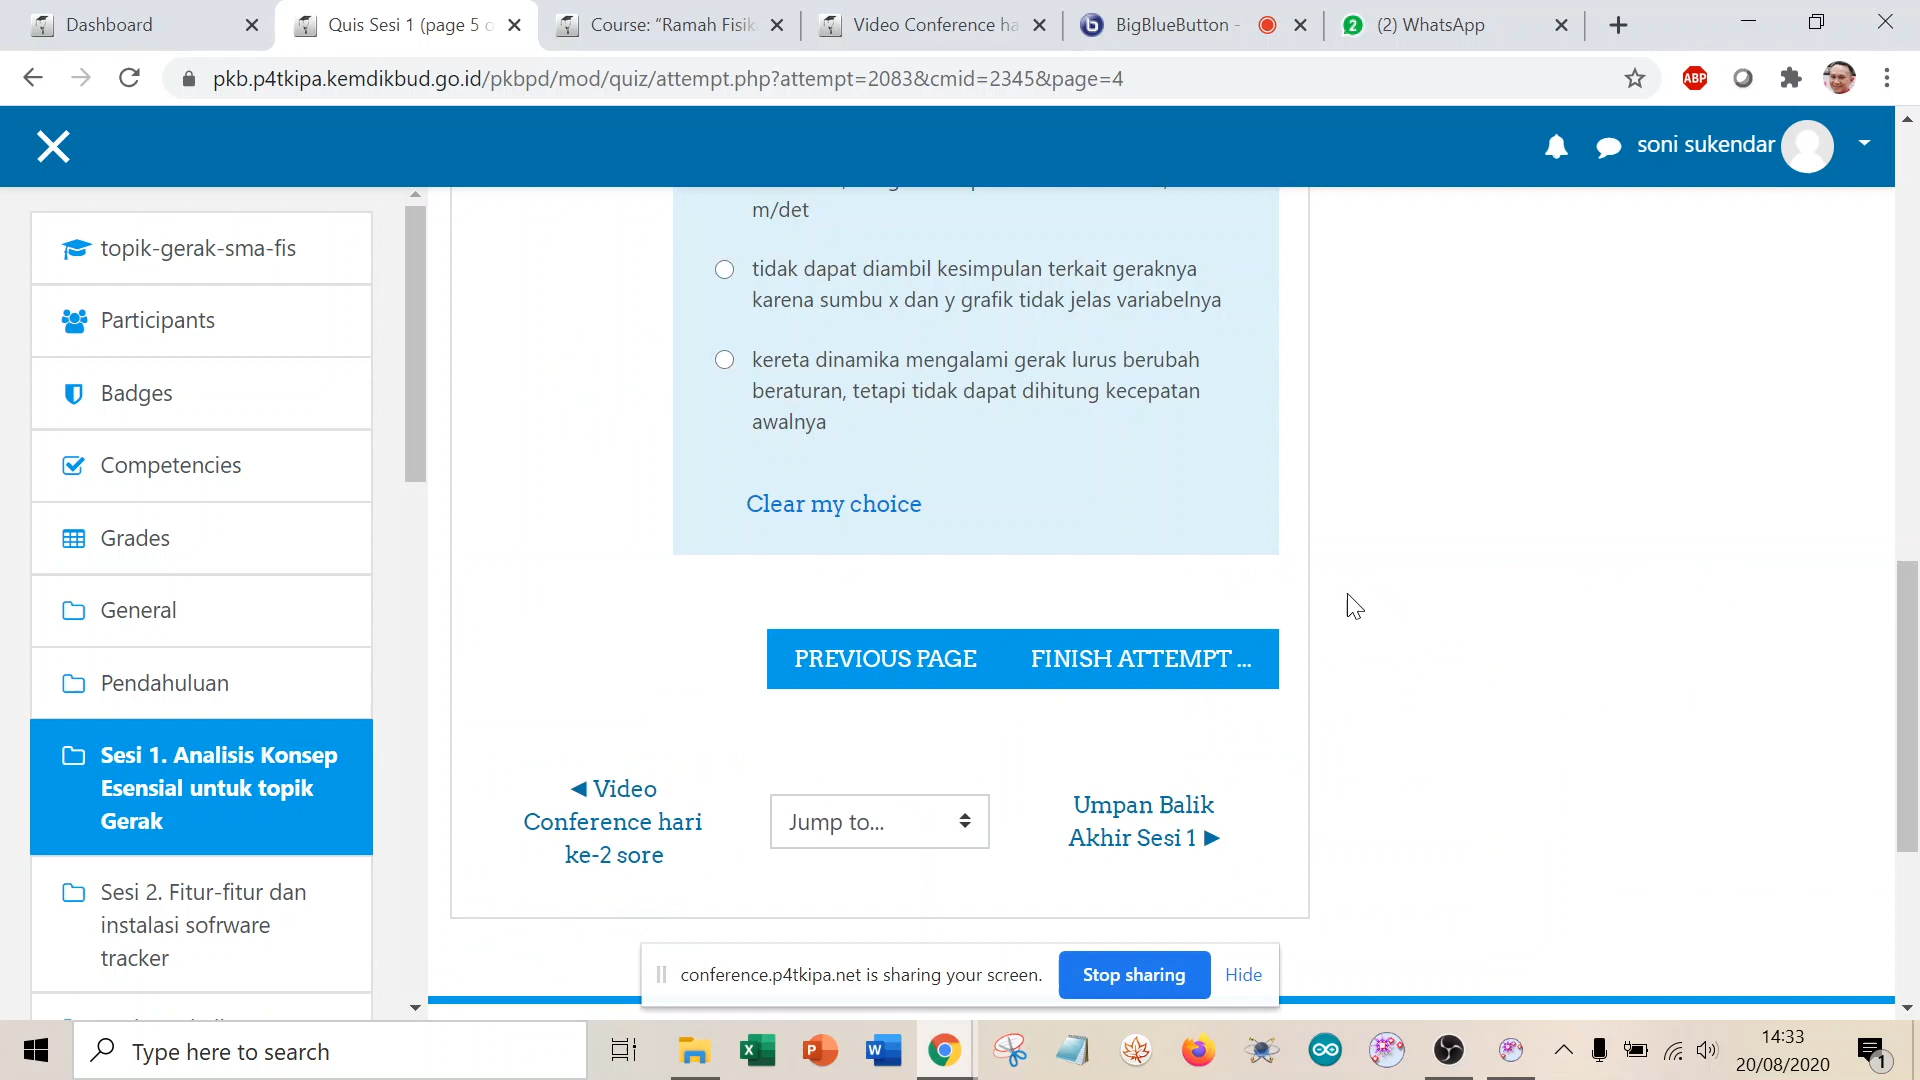 Dashboard
Quis Sesi 1 (page 5 o
Course: “Ramah Fisik
Video Conference ha
BigBlueButton -
(2) WhatsApp
pkb.p4tkipa.kemdikbud.go.id/pkbpd/mod/quiz/attempt.php?attempt=2083&cmid=2345&page=4
ABP
soni sukendar
topik-gerak-sma-fis
Participants
Badges
Competencies
Grades
General
Pendahuluan
Sesi 1. Analisis Konsep
Esensial untuk topik
Gerak
Sesi 2. Fitur-fitur dan
instalasi sofrware
tracker
m/det
tidak dapat diambil kesimpulan terkait geraknya
karena sumbu x dan y grafik tidak jelas variabelnya
kereta dinamika mengalami gerak lurus berubah
beraturan, tetapi tidak dapat dihitung kecepatan
awalnya
Clear my choice
PREVIOUS PAGE
FINISH ATTEMPT ...
◄ Video
Conference hari
ke-2 sore
Jump to...
Umpan Balik
Akhir Sesi 1 ►
conference.p4tkipa.net is sharing your screen.
Stop sharing
Hide
Type here to search
14:33
20/08/2020
1